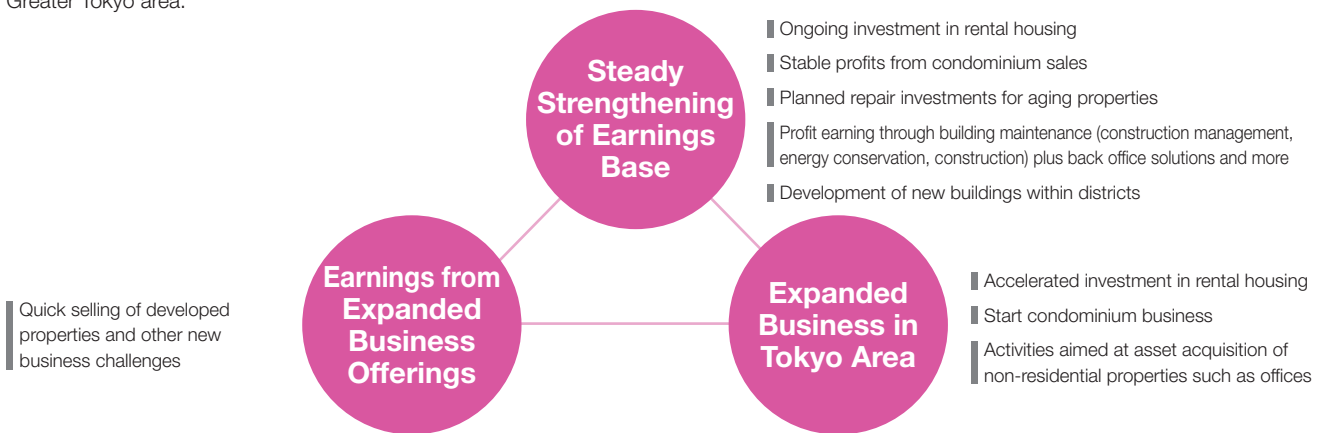 Greater Tokyo area.
Steady
Strengthening
of Earnings
Base
Ongoing investment in rental housing
Stable profits from condominium sales
Planned repair investments for aging properties
Profit earning through building maintenance (construction management,
energy conservation, construction) plus back office solutions and more
Development of new buildings within districts
Earnings from
Expanded
Business
Offerings
Quick selling of developed
properties and other new
business challenges
Expanded
Business in
Tokyo Area
Accelerated investment in rental housing
Start condominium business
Activities aimed at asset acquisition of
non-residential properties such as offices